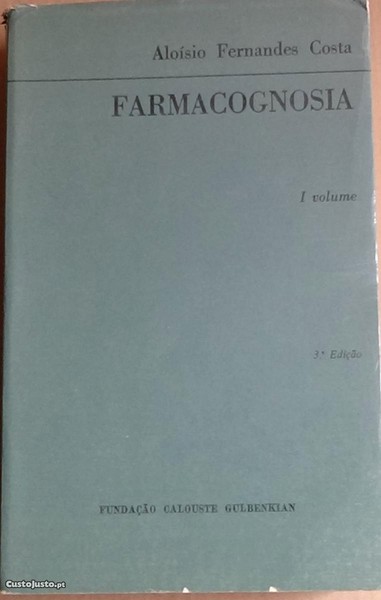 Aloísio Fernandes Costa
FARMACOGNOSIA
I volume
3.ª Edição
FUNDAÇÃO CALOUSTE GULBENKIAN
CustoJusto.pt